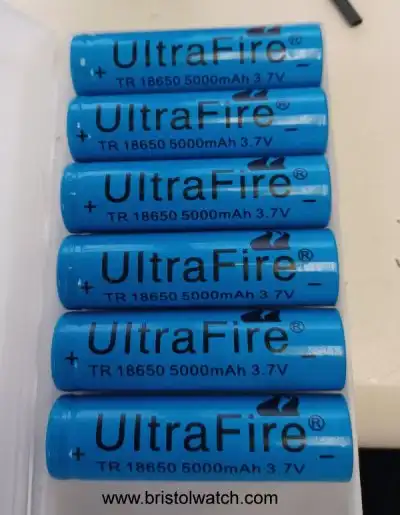 UltraFire®
+ TR 18650 5000mAh 3.7V -
UltraFire®
+ TR 18650 5000mAh 3.7V -
UltraFire®
+ TR 18650 5000mAh 3.7V -
UltraFire®
+ TR 18650 5000mAh 3.7V -
UltraFire®
+ TR 18650 5000mAh 3.7V -
UltraFire®
+ TR 18650 5000mAh 3.7V -
www.bristolwatch.com